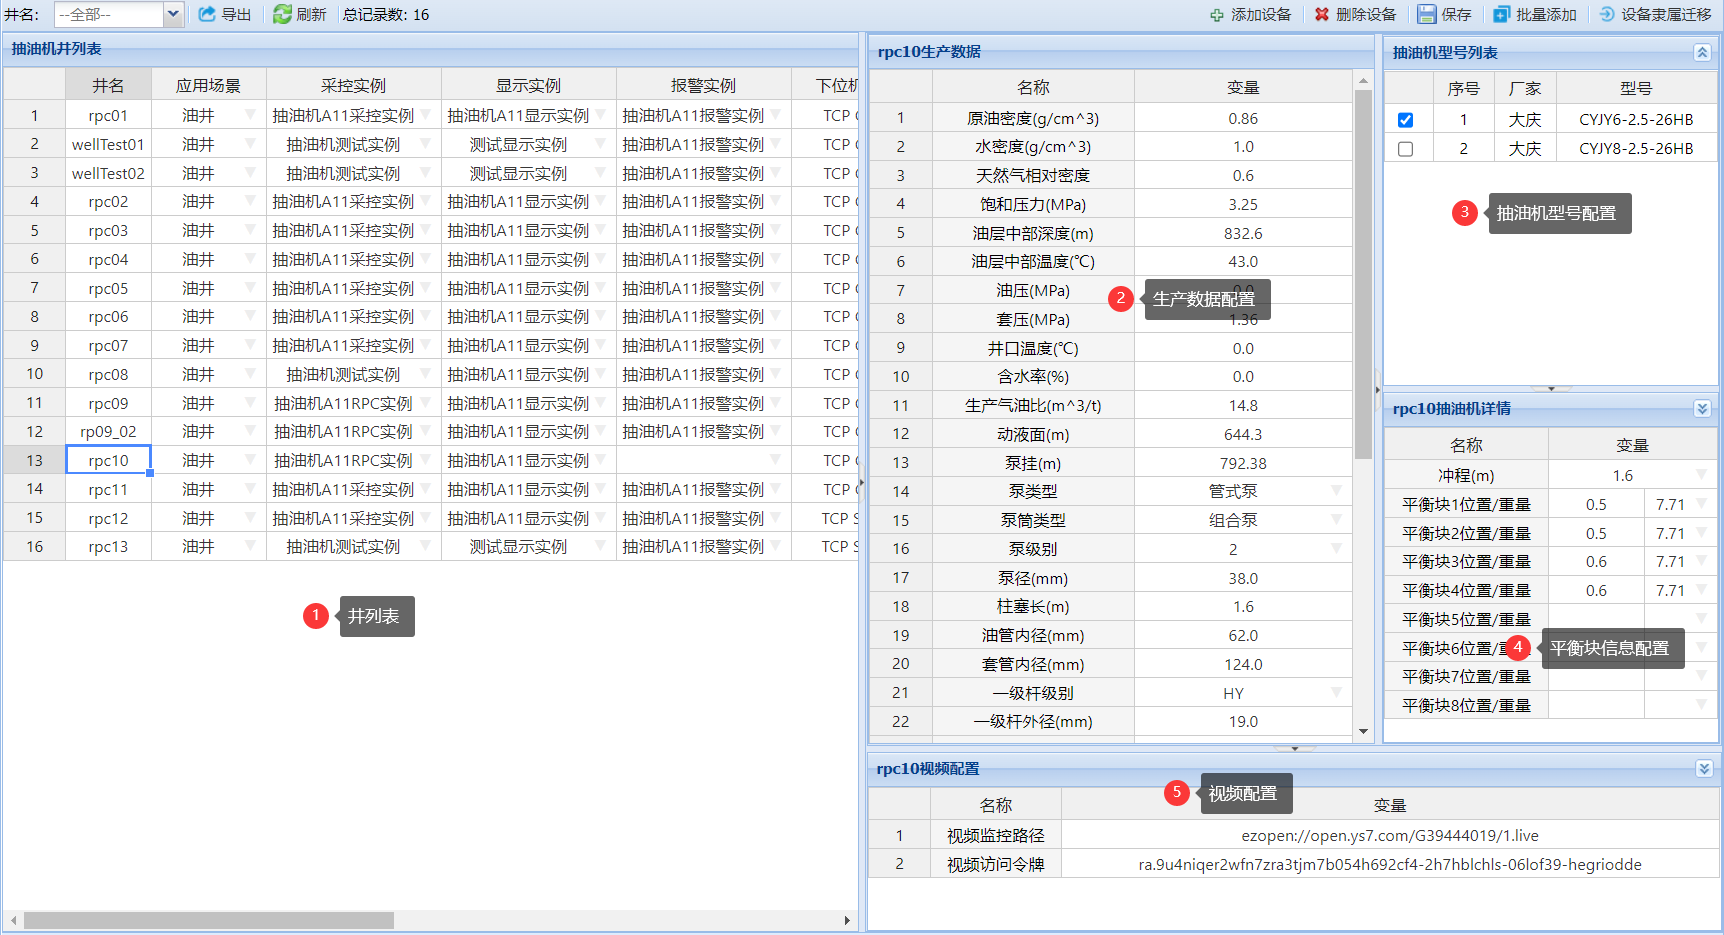 井名: --全部-- 导出 刷新 总记录数: 16 添加设备 删除设备 保存 批量添加 设备隶属迁移
抽油机井列表
井名 应用场景 采控实例 显示实例 报警实例 下位机
1 rpc01 油井 抽油机A11采控实例 抽油机A11显示实例 抽油机A11报警实例 TCP
2 wellTest01 油井 抽油机测试实例 测试显示实例 抽油机A11报警实例 TCP
3 wellTest02 油井 抽油机测试实例 测试显示实例 抽油机A11报警实例 TCP
4 rpc02 油井 抽油机A11采控实例 抽油机A11显示实例 抽油机A11报警实例 TCP
5 rpc03 油井 抽油机A11采控实例 抽油机A11显示实例 抽油机A11报警实例 TCP
6 rpc04 油井 抽油机A11采控实例 抽油机A11显示实例 抽油机A11报警实例 TCP
7 rpc05 油井 抽油机A11采控实例 抽油机A11显示实例 抽油机A11报警实例 TCP
8 rpc06 油井 抽油机A11采控实例 抽油机A11显示实例 抽油机A11报警实例 TCP
9 rpc07 油井 抽油机A11采控实例 抽油机A11显示实例 抽油机A11报警实例 TCP
10 rpc08 油井 抽油机测试实例 抽油机A11显示实例 抽油机A11报警实例 TCP
11 rpc09 油井 抽油机A11RPC实例 抽油机A11显示实例 抽油机A11报警实例 TCP
12 rp09_02 油井 抽油机A11RPC实例 抽油机A11显示实例 抽油机A11报警实例 TCP
13 rpc10 油井 抽油机A11RPC实例 抽油机A11显示实例 TCP
14 rpc11 油井 抽油机A11采控实例 抽油机A11显示实例 抽油机A11报警实例 TCP
15 rpc12 油井 抽油机A11采控实例 抽油机A11显示实例 抽油机A11报警实例 TCP S
16 rpc13 油井 抽油机测试实例 测试显示实例 抽油机A11报警实例 TCP S
1 井列表
rpc10生产数据
名称 变量
1 原油密度(g/cm^3) 0.86
2 水密度(g/cm^3) 1.0
3 天然气相对密度 0.6
4 饱和压力(MPa) 3.25
5 油层中部深度(m) 832.6
6 油层中部温度(℃) 43.0
7 油压(MPa) 0.0
2 生产数据配置
8 套压(MPa) 1.36
9 井口温度(℃) 0.0
10 含水率(%) 0.0
11 生产气油比(m^3/t) 14.8
12 动液面(m) 644.3
13 泵挂(m) 792.38
14 泵类型 管式泵
15 泵筒类型 组合泵
16 泵级别 2
17 泵径(mm) 38.0
18 柱塞长(m) 1.6
19 油管内径(mm) 62.0
20 套管内径(mm) 124.0
21 一级杆级别 HY
22 一级杆外径(mm) 19.0
抽油机型号列表
序号 厂家 型号
1 大庆 CYJY6-2.5-26HB
2 大庆 CYJY8-2.5-26HB
3 抽油机型号配置
rpc10抽油机详情
名称 变量
冲程(m) 1.6
平衡块1位置/重量 0.5 7.71
平衡块2位置/重量 0.5 7.71
平衡块3位置/重量 0.6 7.71
平衡块4位置/重量 0.6 7.71
平衡块5位置/重量
平衡块6位置/重量
4 平衡块信息配置
平衡块7位置/重量
平衡块8位置/重量
rpc10视频配置
5 视频配置
名称 变量
1 视频监控路径 ezopen://open.ys7.com/G39444019/1.live
2 视频访问令牌 ra.9u4niqer2wfn7zra3tjm7b054h692cf4-2h7hblchls-06lof39-hegriodde